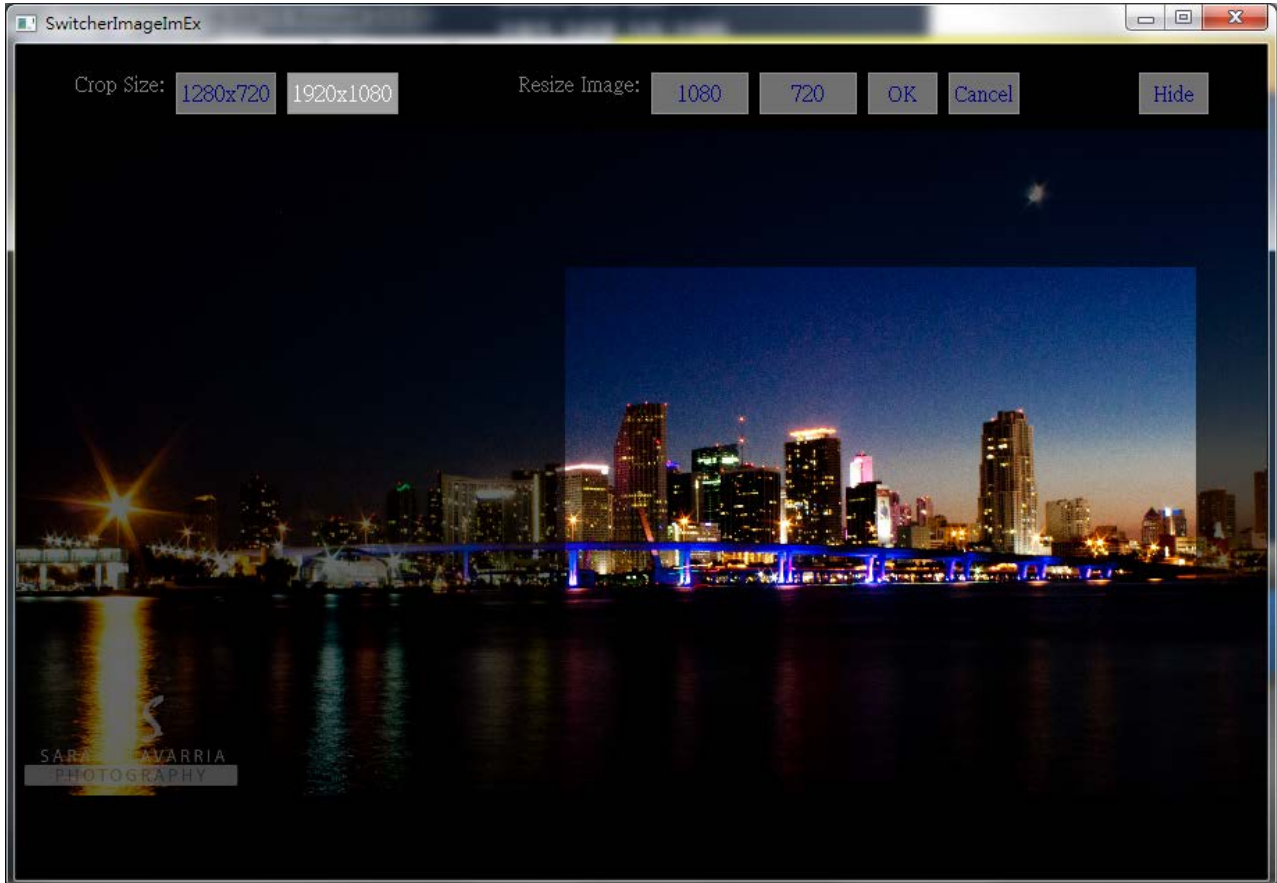 SwitcherImageImEx
Crop Size: 1280x720 1920x1080 Resize Image: 1080 720 OK Cancel Hide
PHOTOGRAPHY